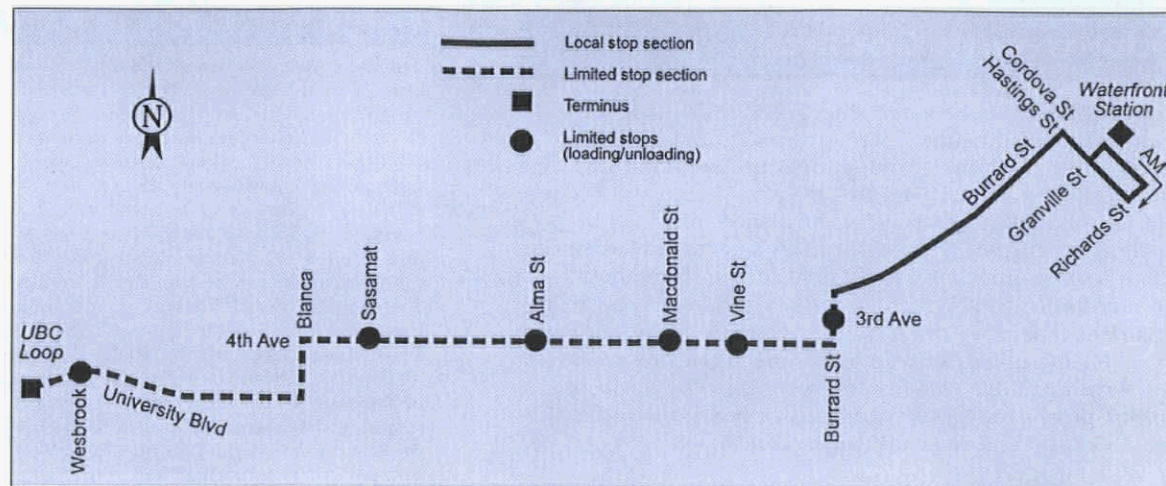 Local stop section
Limited stop section
Terminus
Limited stops
(loading/unloading)
N
Cordova St
Hastings St
Waterfront
Station
AM
Burrard St
Granville St
Richards St
Blanca
Sasamat
Alma St
Macdonald St
Vine St
3rd Ave
4th Ave
UBC
Loop
Wesbrook
University Blvd
Burrard St